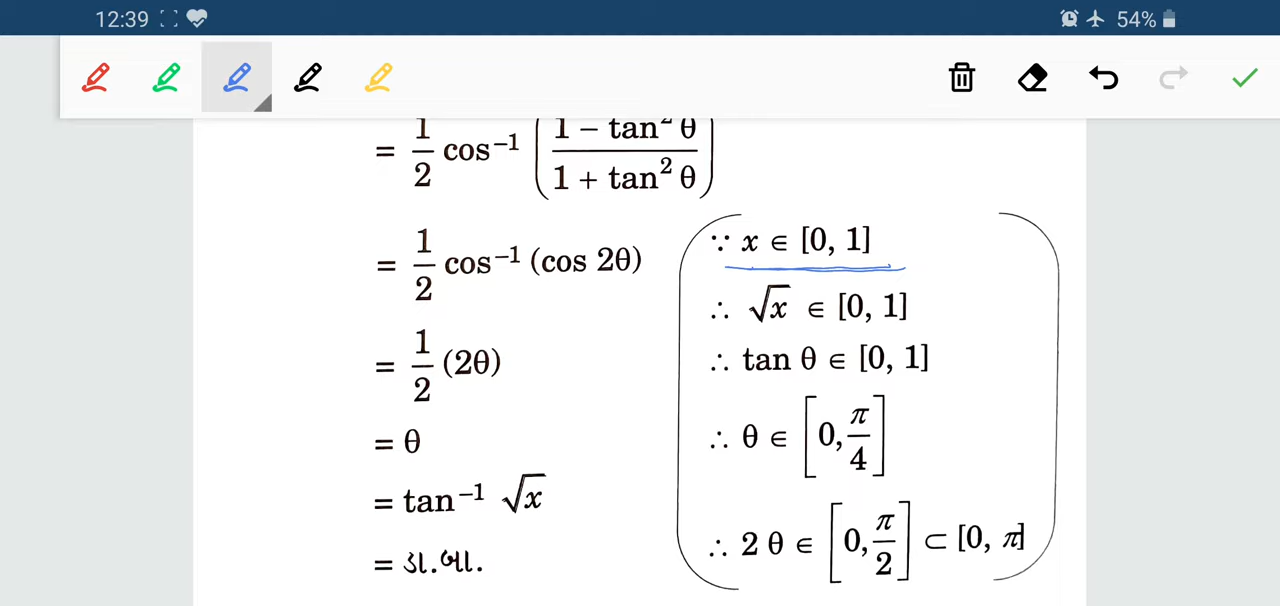 12:39 54%
= 1/2 cos⁻¹ ((1 − tan² θ)/(1 + tan² θ))
= 1/2 cos⁻¹ (cos 2θ)
= 1/2 (2θ)
= θ
= tan⁻¹ √x
= ડા.બા.
∵ x ∈ [0, 1]
∴ √x ∈ [0, 1]
∴ tan θ ∈ [0, 1]
∴ θ ∈ [0, π/4]
∴ 2 θ ∈ [0, π/2] ⊂ [0, π]